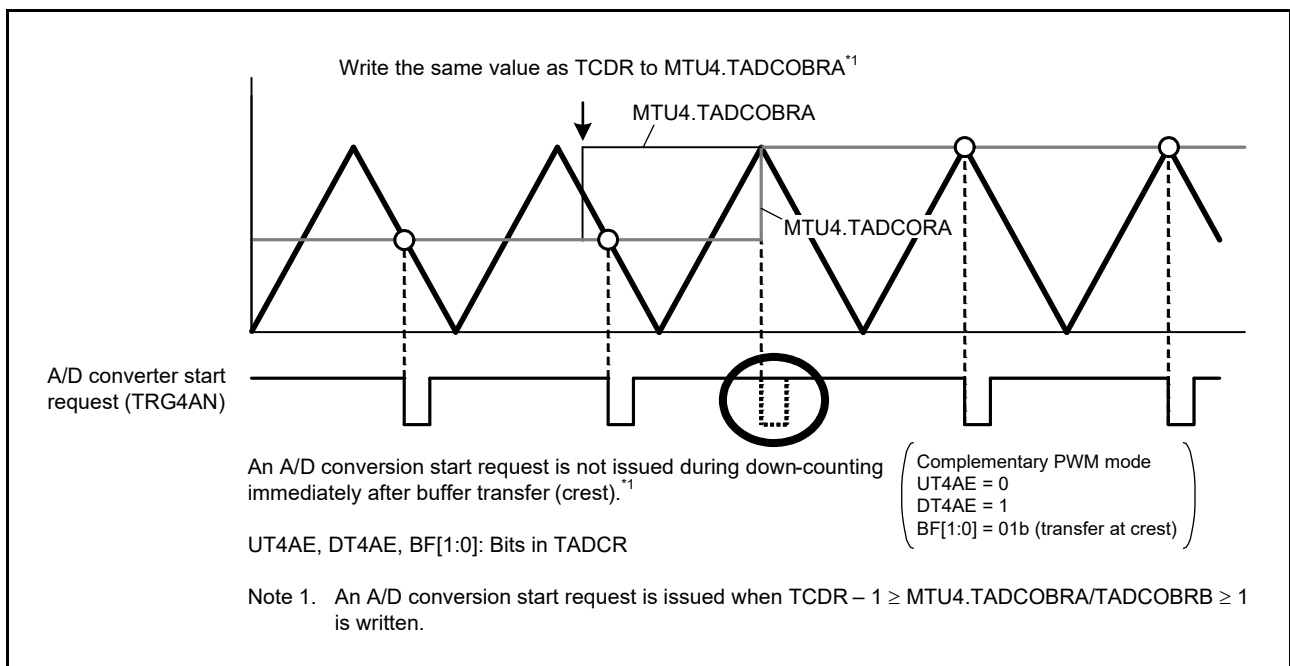 Write the same value as TCDR to MTU4.TADCOBRA*1
MTU4.TADCOBRA
MTU4.TADCORA
A/D converter start
request (TRG4AN)
An A/D conversion start request is not issued during down-counting
immediately after buffer transfer (crest).*1
Complementary PWM mode
UT4AE = 0
DT4AE = 1
BF[1:0] = 01b (transfer at crest)
UT4AE, DT4AE, BF[1:0]: Bits in TADCR
Note 1. An A/D conversion start request is issued when TCDR – 1 ≥ MTU4.TADCOBRA/TADCOBRB ≥ 1
is written.